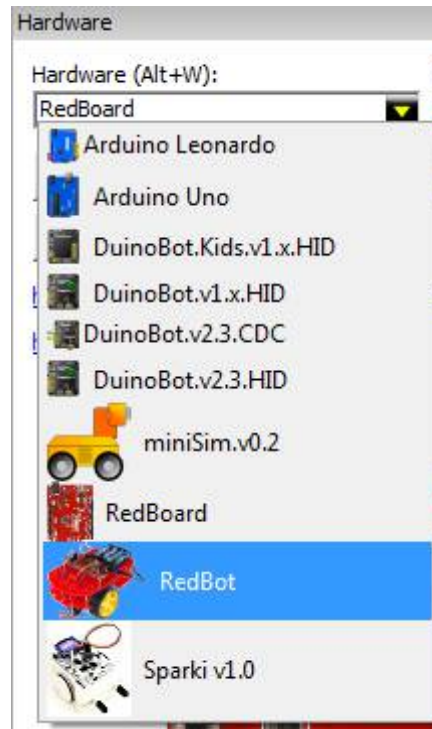 Hardware
Hardware (Alt+W):
RedBoard
Arduino Leonardo
Arduino Uno
DuinoBot.Kids.v1.x.HID
DuinoBot.v1.x.HID
DuinoBot.v2.3.CDC
DuinoBot.v2.3.HID
miniSim.v0.2
RedBoard
RedBot
Sparki v1.0